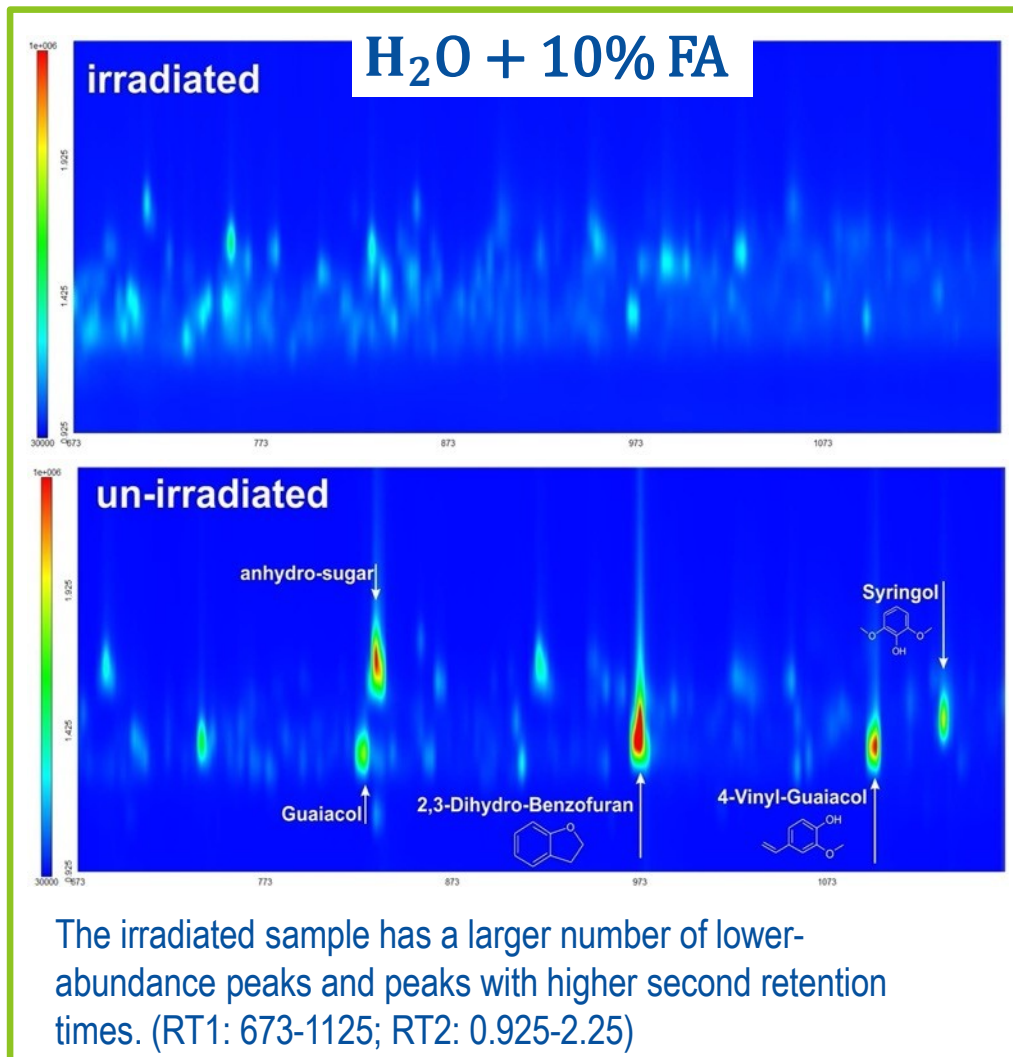 H₂O + 10% FA
1e+006
irradiated
1.925
1.425
0.925
30000
673
773
873
973
1073
1e+006
un-irradiated
anhydro-sugar
1.925
Syringol
O
O
OH
1.425
Guaiacol
2,3-Dihydro-Benzofuran
4-Vinyl-Guaiacol
O
OH
O
0.925
30000
673
773
873
973
1073
The irradiated sample has a larger number of lower-
abundance peaks and peaks with higher second retention
times. (RT1: 673-1125; RT2: 0.925-2.25)